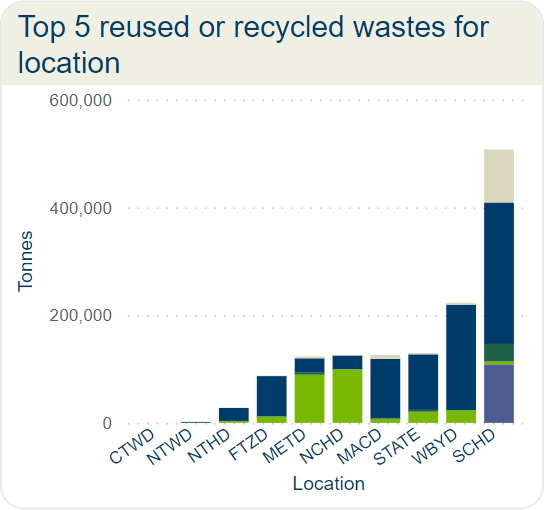 Top 5 reused or recycled wastes for
location
600,000
400,000
200,000
0
Tonnes
CTWD
NTWD
NTHD
FTZD
METD
NCHD
MACD
STATE
WBYD
SCHD
Location